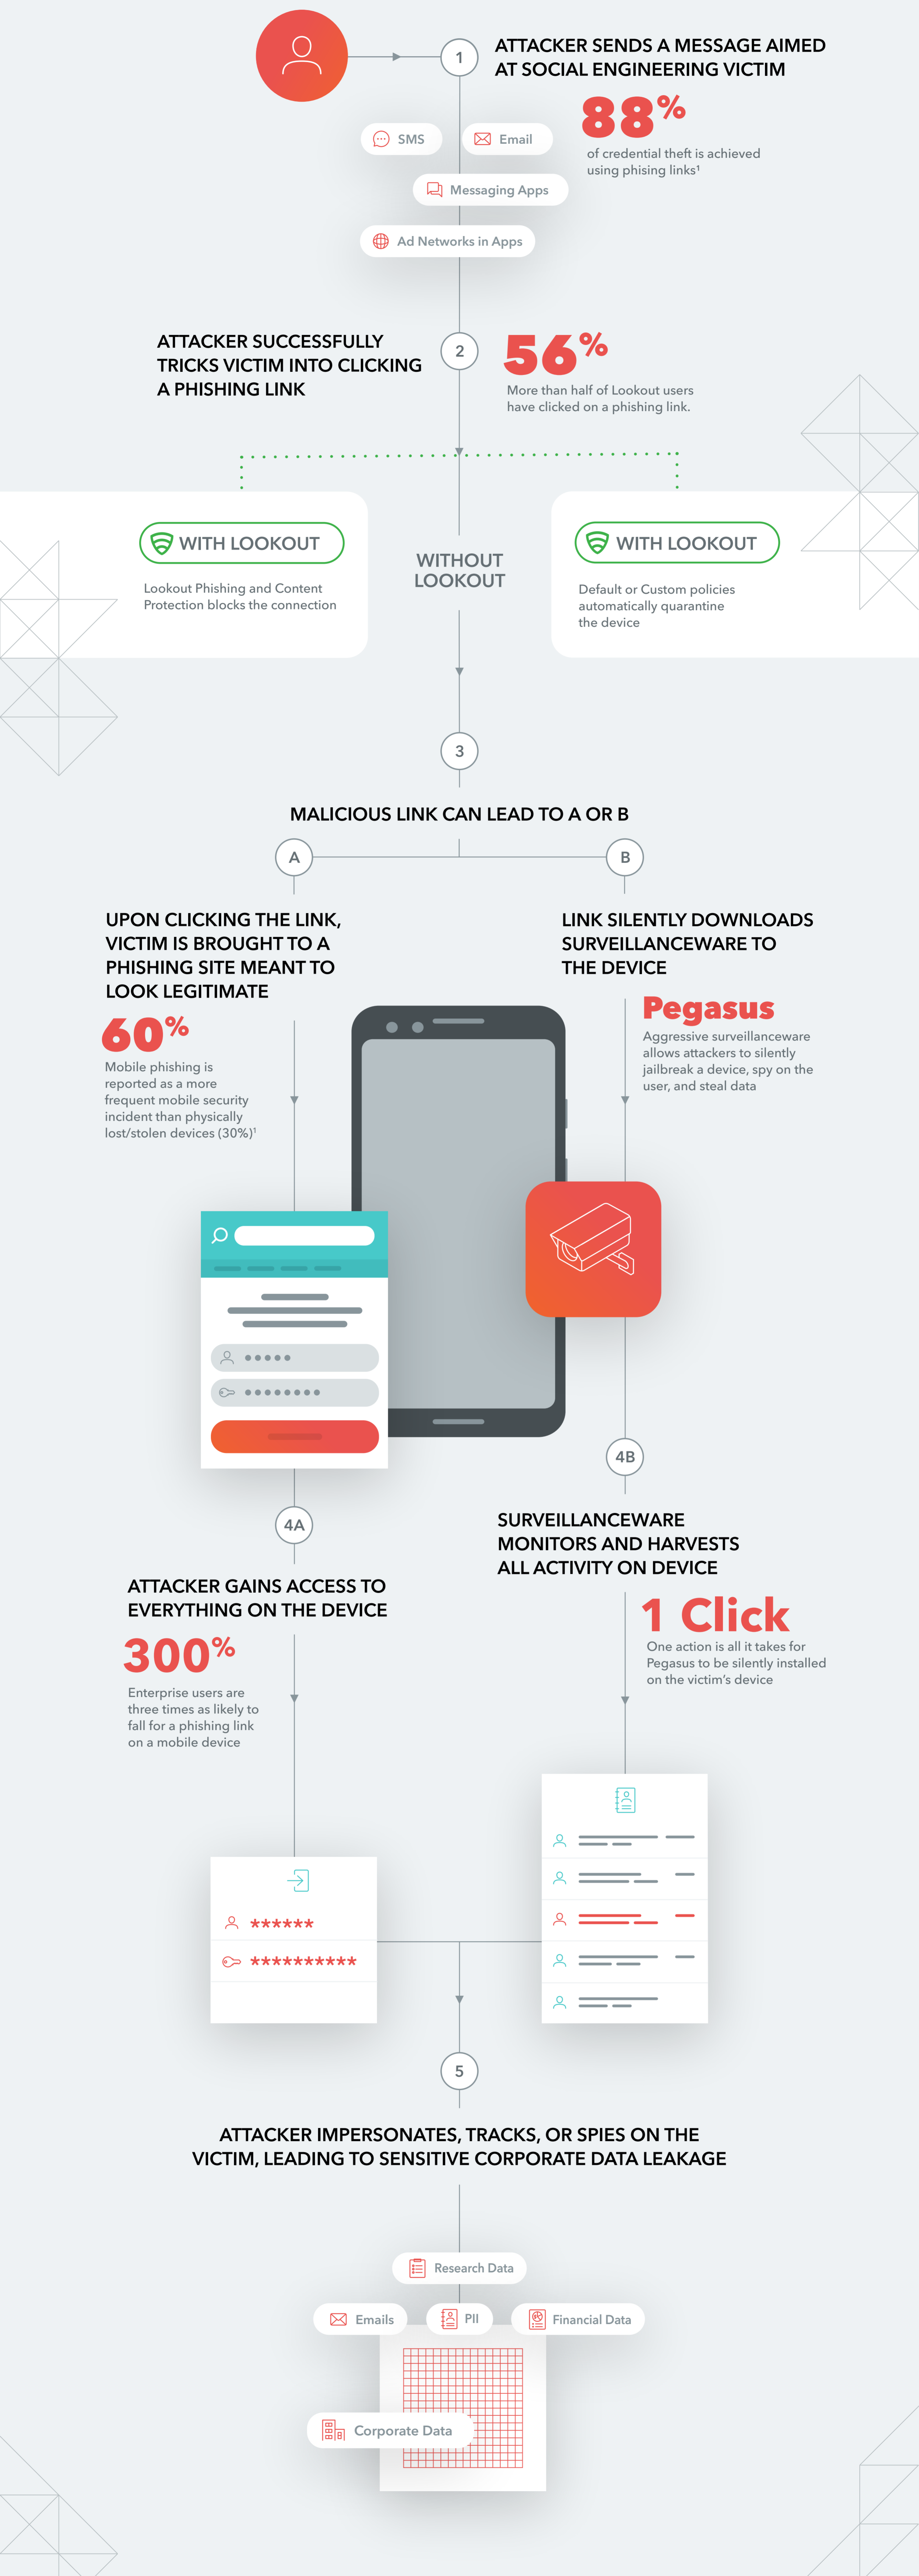 1
ATTACKER SENDS A MESSAGE AIMED
AT SOCIAL ENGINEERING VICTIM
88%
of credential theft is achieved
using phising links¹
SMS
Email
Messaging Apps
Ad Networks in Apps
ATTACKER SUCCESSFULLY
TRICKS VICTIM INTO CLICKING
A PHISHING LINK
2
56%
More than half of Lookout users
have clicked on a phishing link.
WITH LOOKOUT
Lookout Phishing and Content
Protection blocks the connection
WITHOUT
LOOKOUT
WITH LOOKOUT
Default or Custom policies
automatically quarantine
the device
3
MALICIOUS LINK CAN LEAD TO A OR B
A
B
UPON CLICKING THE LINK,
VICTIM IS BROUGHT TO A
PHISHING SITE MEANT TO
LOOK LEGITIMATE
60%
Mobile phishing is
reported as a more
frequent mobile security
incident than physically
lost/stolen devices (30%)¹
LINK SILENTLY DOWNLOADS
SURVEILLANCEWARE TO
THE DEVICE
Pegasus
Aggressive surveillanceware
allows attackers to silently
jailbreak a device, spy on the
user, and steal data
4A
ATTACKER GAINS ACCESS TO
EVERYTHING ON THE DEVICE
300%
Enterprise users are
three times as likely to
fall for a phishing link
on a mobile device
4B
SURVEILLANCEWARE
MONITORS AND HARVESTS
ALL ACTIVITY ON DEVICE
1 Click
One action is all it takes for
Pegasus to be silently installed
on the victim's device
******
**********
5
ATTACKER IMPERSONATES, TRACKS, OR SPIES ON THE
VICTIM, LEADING TO SENSITIVE CORPORATE DATA LEAKAGE
Research Data
Emails
PII
Financial Data
Corporate Data